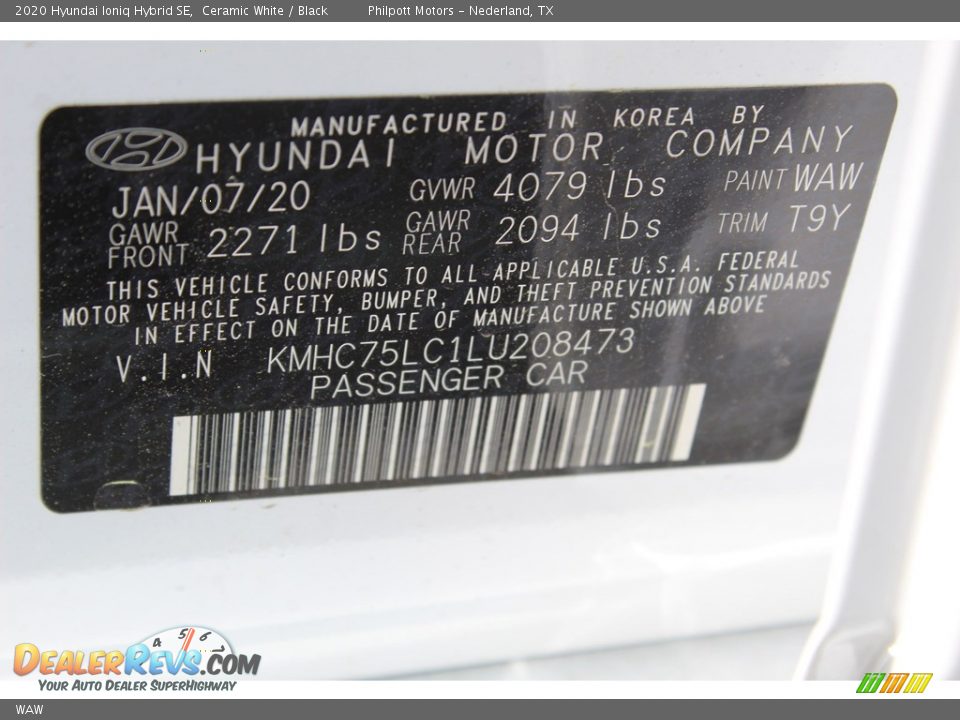 2020 Hyundai Ioniq Hybrid SE, Ceramic White / Black Philpott Motors - Nederland, TX
MANUFACTURED IN KOREA BY
HYUNDAI MOTOR COMPANY
JAN/07/20 GVWR 4079 lbs PAINT WAW
GAWR FRONT 2271 lbs GAWR REAR 2094 lbs TRIM T9Y
THIS VEHICLE CONFORMS TO ALL APPLICABLE U.S.A. FEDERAL
MOTOR VEHICLE SAFETY, BUMPER, AND THEFT PREVENTION STANDARDS
IN EFFECT ON THE DATE OF MANUFACTURE SHOWN ABOVE
V.I.N KMHC75LC1LU208473
PASSENGER CAR
4 5 6
DEALERREVS.COM
YOUR AUTO DEALER SUPERHIGHWAY
WAW